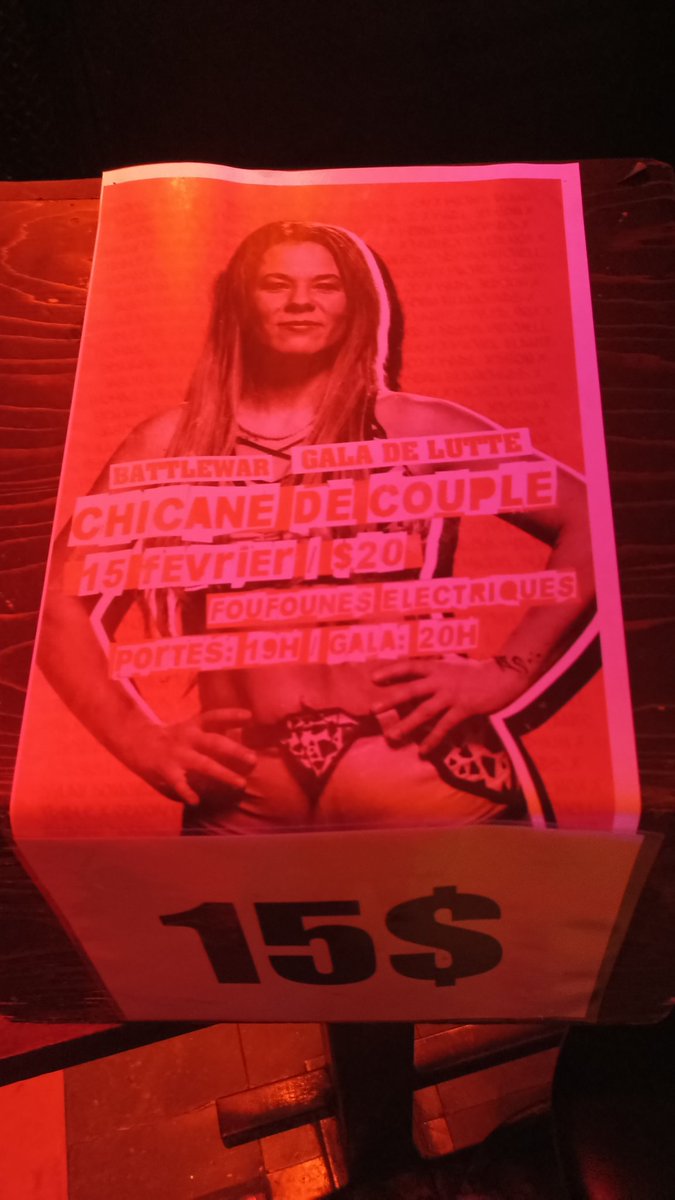 BATTLEWAR GALA DE LUTTE
CHICANE DE COUPLE
15 février / $20
FOUFOUNES ELECTRIQUES
PORTES: 19H / GALA: 20H
15$